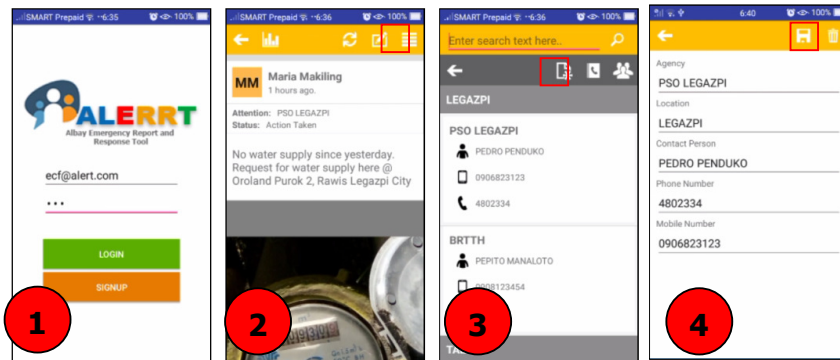 SMART Prepaid 6:35 100%
ALERRT
Albay Emergency Report and
Response Tool
ecf@alert.com
LOGIN
SIGNUP
1
SMART Prepaid 6:36 100%
MM
Maria Makiling
1 hours ago.
Attention: PSO LEGAZPI
Status: Action Taken
No water supply since yesterday.
Request for water supply here @
Oroland Purok 2, Rawis Legazpi City
2
SMART Prepaid 6:36 100%
Enter search text here..
LEGAZPI
PSO LEGAZPI
PEDRO PENDUKO
0906823123
4802334
BRTTH
PEPITO MANALOTO
0908123454
3
6:40 100%
Agency
PSO LEGAZPI
Location
LEGAZPI
Contact Person
PEDRO PENDUKO
Phone Number
4802334
Mobile Number
0906823123
4